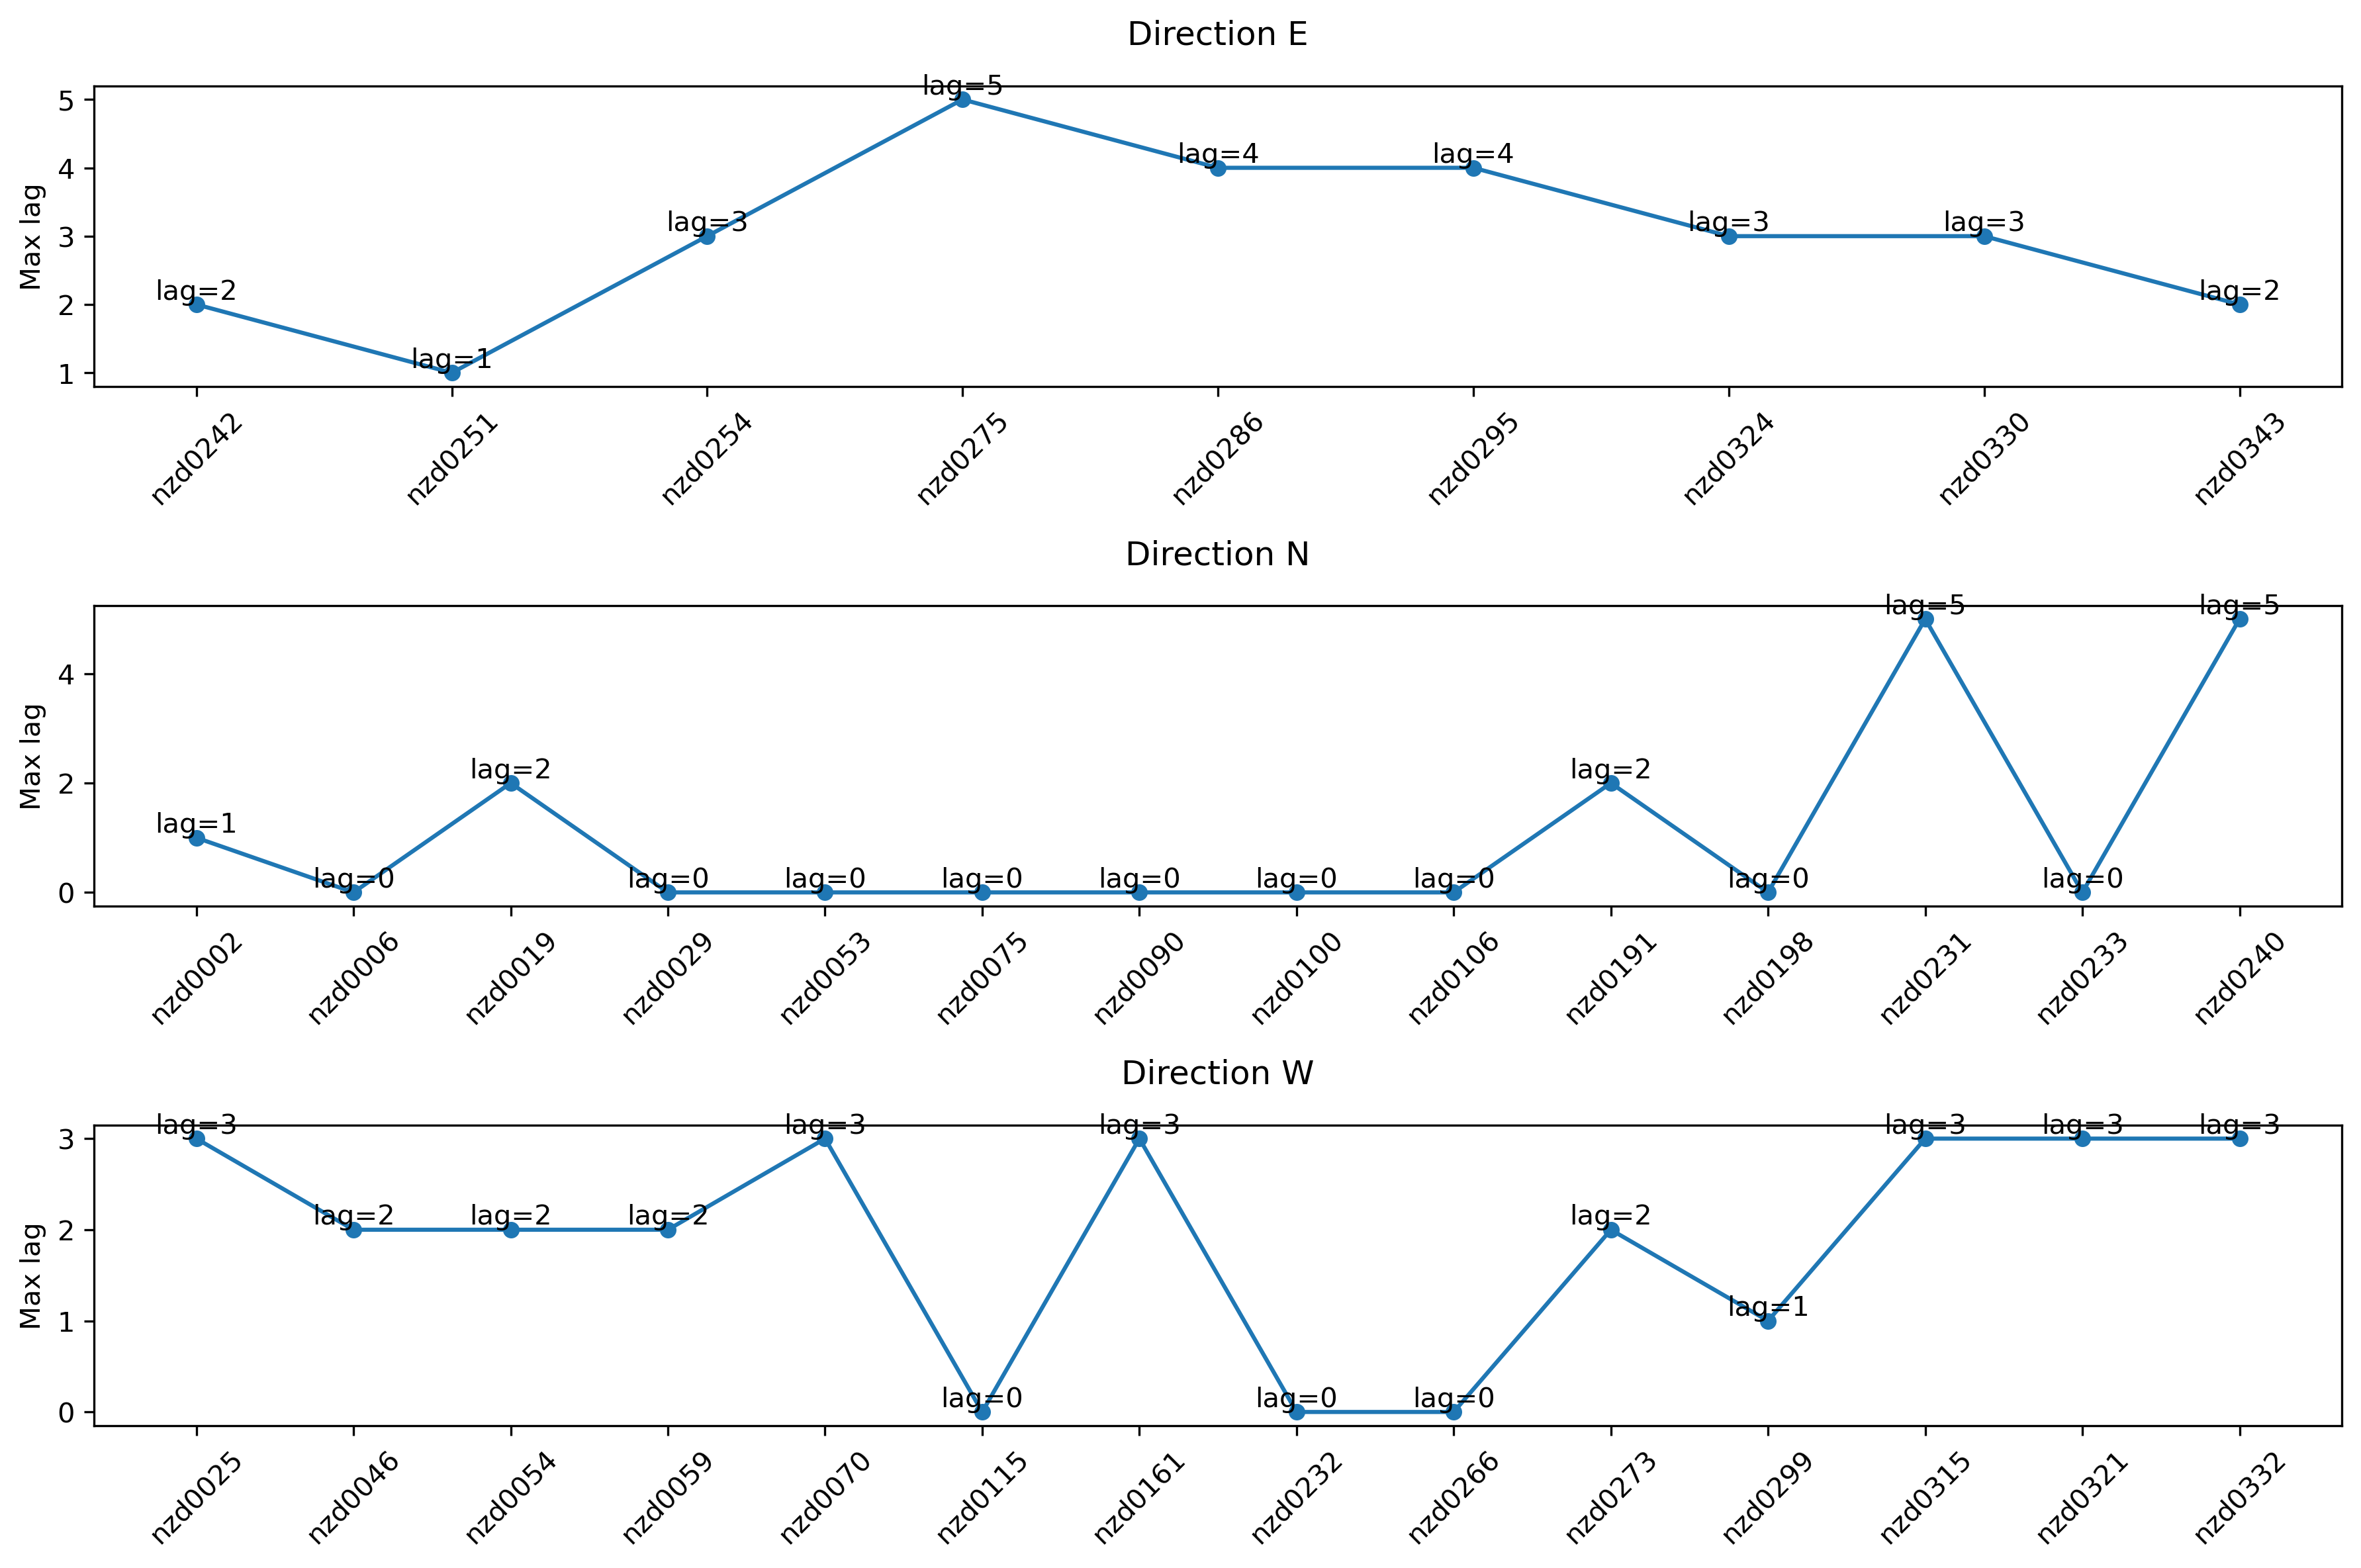 Direction E
Max lag
5
4
3
2
1
lag=2
lag=1
lag=3
lag=5
lag=4
lag=4
lag=3
lag=3
lag=2
nzd0242
nzd0251
nzd0254
nzd0275
nzd0286
nzd0295
nzd0324
nzd0330
nzd0343
Direction N
Max lag
4
2
0
lag=1
lag=0
lag=2
lag=0
lag=0
lag=0
lag=0
lag=0
lag=0
lag=2
lag=0
lag=5
lag=0
lag=5
nzd0002
nzd0006
nzd0019
nzd0029
nzd0053
nzd0075
nzd0090
nzd0100
nzd0106
nzd0191
nzd0198
nzd0231
nzd0233
nzd0240
Direction W
Max lag
3
2
1
0
lag=3
lag=2
lag=2
lag=2
lag=3
lag=0
lag=3
lag=0
lag=0
lag=2
lag=1
lag=3
lag=3
lag=3
nzd0025
nzd0046
nzd0054
nzd0059
nzd0070
nzd0115
nzd0161
nzd0232
nzd0266
nzd0273
nzd0299
nzd0315
nzd0321
nzd0332